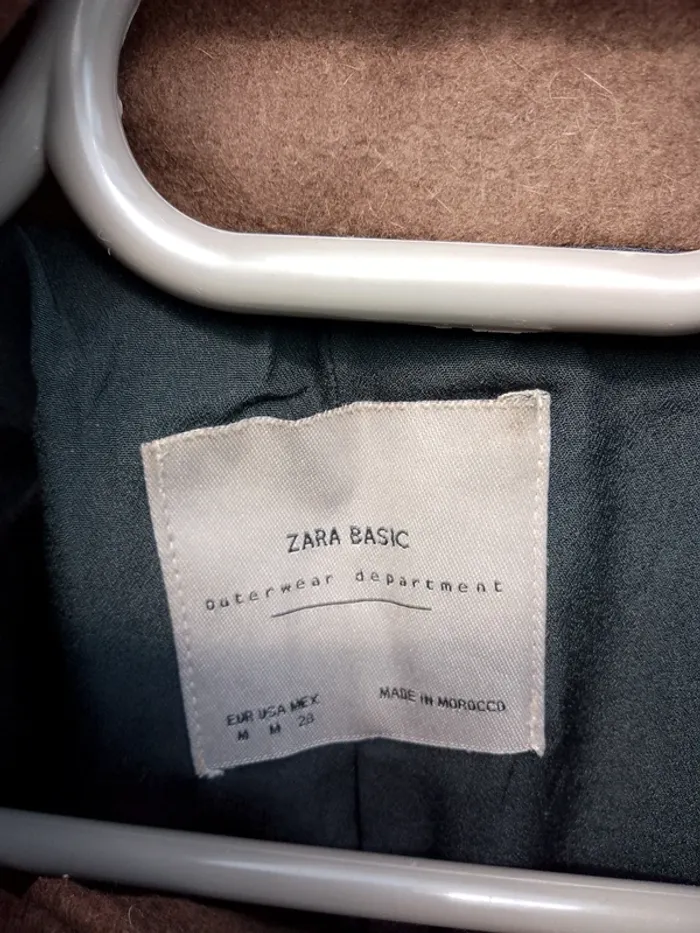 ZARA BASIC
Outerwear department
EUR USA MEX
M M 28
MADE IN MOROCCO